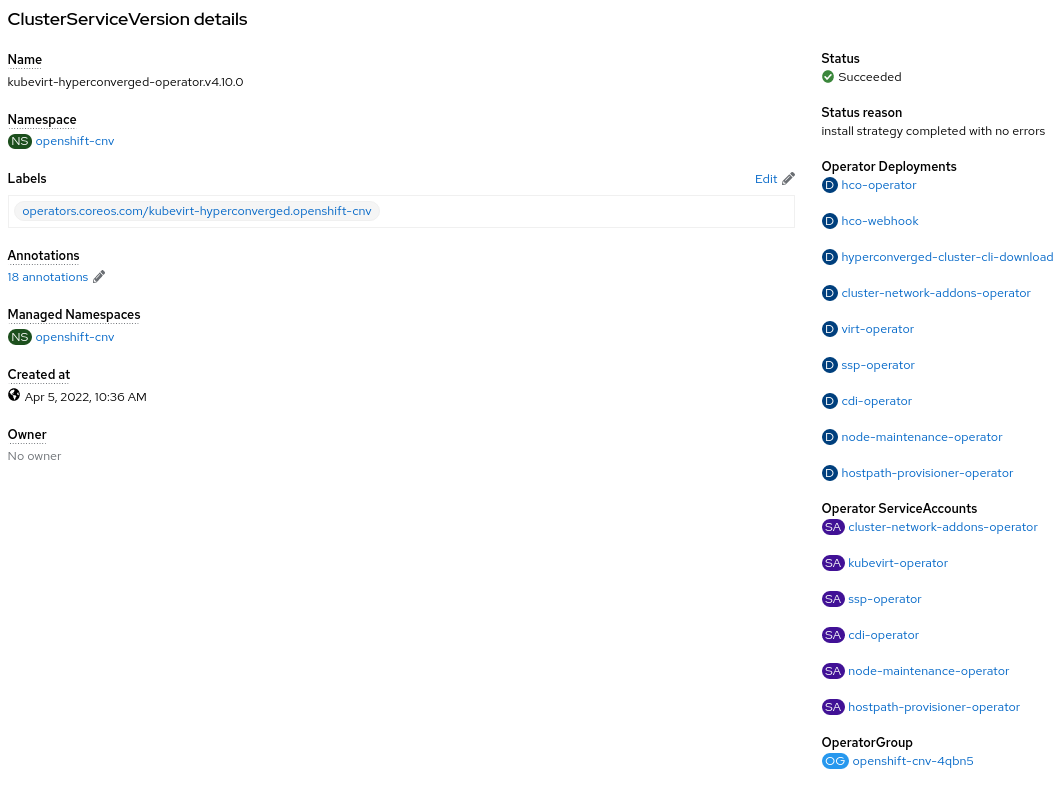 ClusterServiceVersion details
Name
kubevirt-hyperconverged-operator.v4.10.0
Namespace
NS openshift-cnv
Labels
Edit
operators.coreos.com/kubevirt-hyperconverged.openshift-cnv
Annotations
18 annotations
Managed Namespaces
NS openshift-cnv
Created at
Apr 5, 2022, 10:36 AM
Owner
No owner
Status
Succeeded
Status reason
install strategy completed with no errors
Operator Deployments
D hco-operator
D hco-webhook
D hyperconverged-cluster-cli-download
D cluster-network-addons-operator
D virt-operator
D ssp-operator
D cdi-operator
D node-maintenance-operator
D hostpath-provisioner-operator
Operator ServiceAccounts
SA cluster-network-addons-operator
SA kubevirt-operator
SA ssp-operator
SA cdi-operator
SA node-maintenance-operator
SA hostpath-provisioner-operator
OperatorGroup
OG openshift-cnv-4qbn5